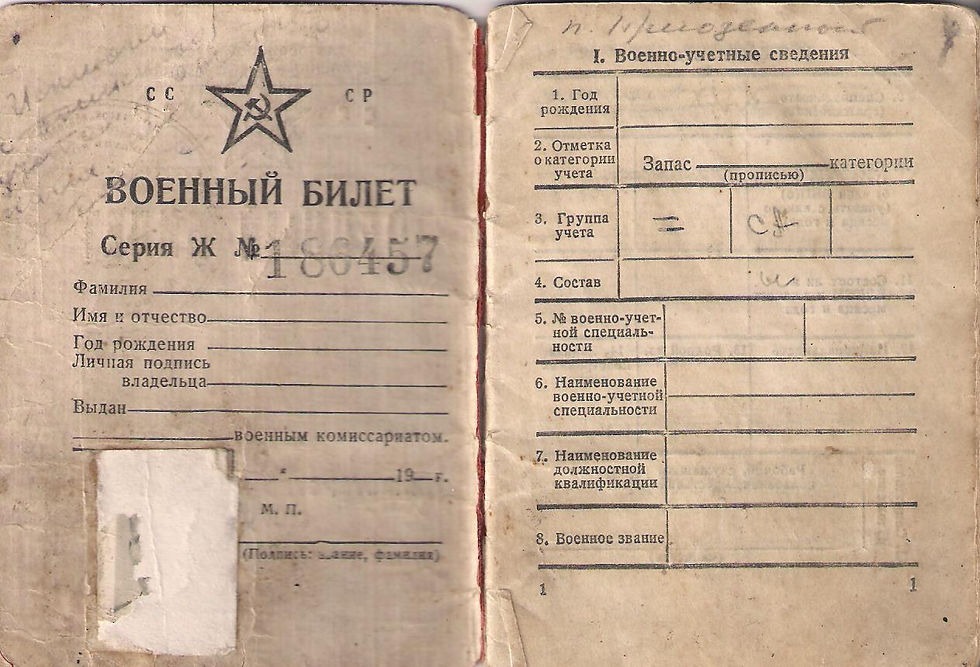 СС СР
ВОЕННЫЙ БИЛЕТ
Серия Ж № 186457
Фамилия
Имя и отчество
Год рождения
Личная подпись
владельца
Выдан
военным комиссариатом.
" 19 г.
М. П.
(Подпись: звание, фамилия)
I. Военно-учетные сведения
1. Год
рождения
2. Отметка
о категории
учета
Запас категории
(прописью)
3. Группа
учета
= СА
4. Состав
5. № военно-учет-
ной специаль-
ности
6. Наименование
военно-учетной
специальности
7. Наименование
должностной
квалификации
8. Военное звание
1 1